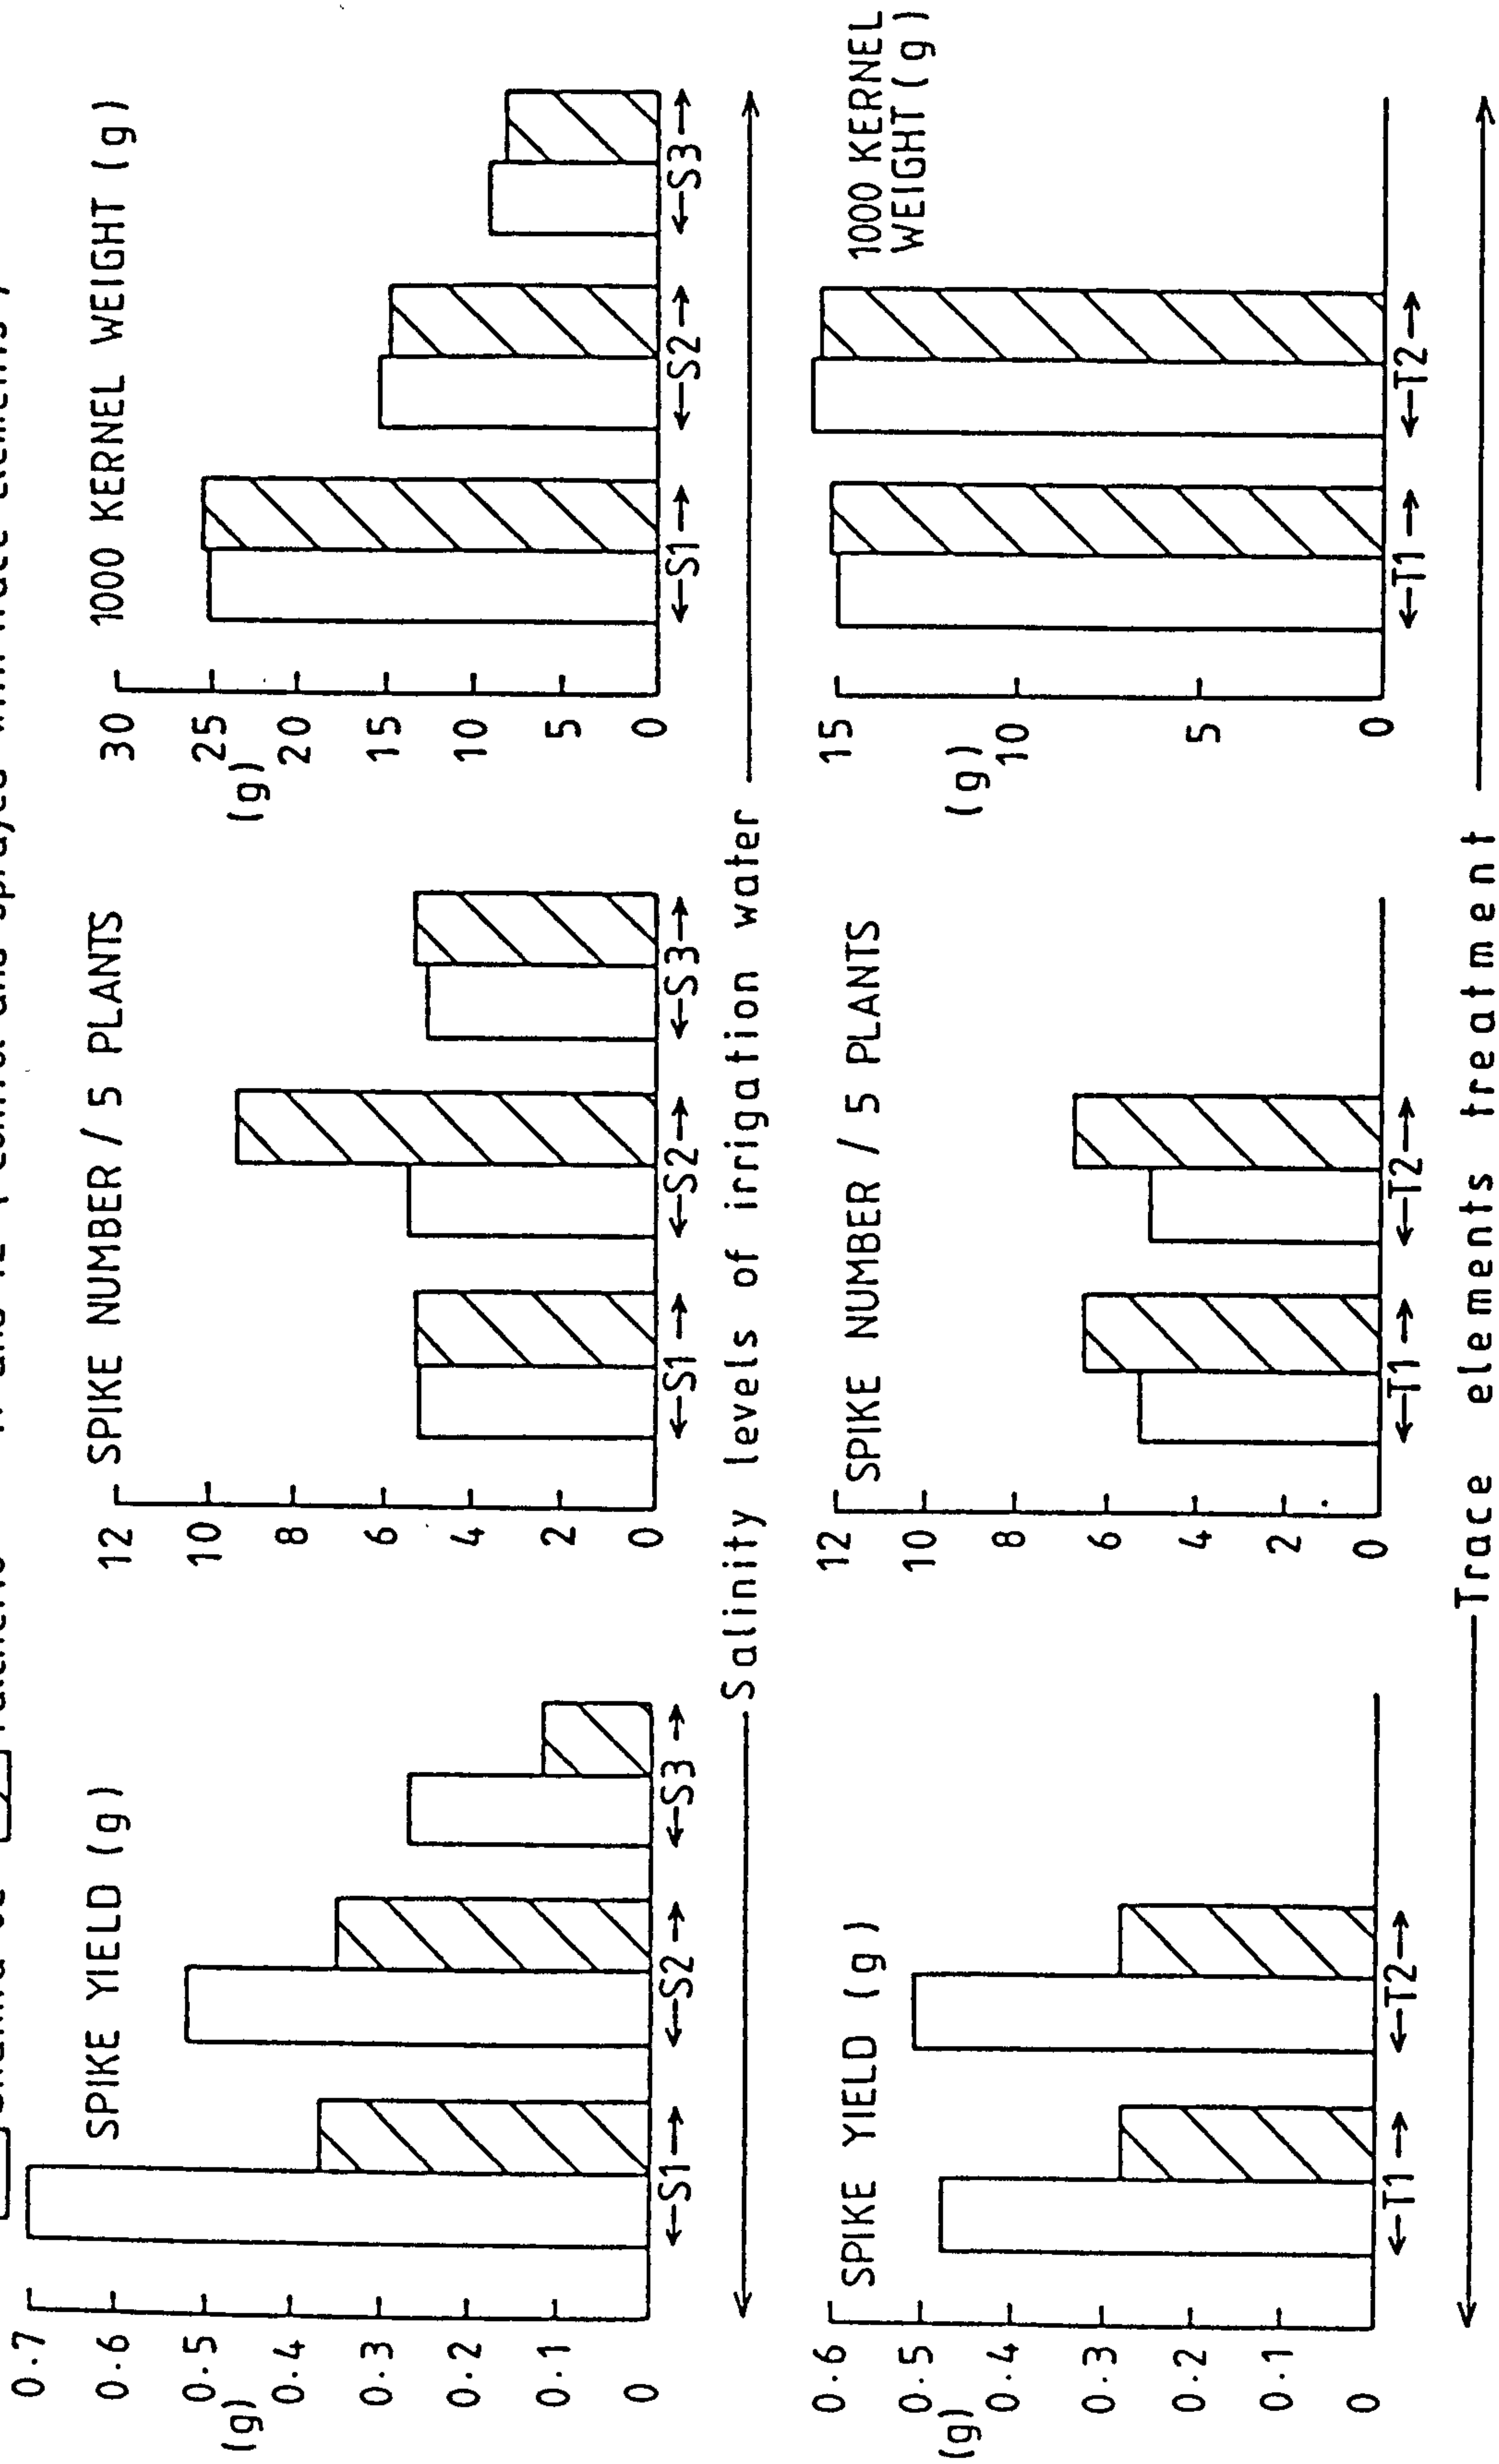 SPIKE YIELD (g)
0.7
0.6
0.5
(g)
0.4
0.3
0.2
0.1
0
←S1→ ←S2→ ←S3→
SPIKE NUMBER / 5 PLANTS
12
10
8
6
4
2
0
←S1→ ←S2→ ←S3→
1000 KERNEL WEIGHT (g)
30
25
(g)
20
15
10
5
0
←S1→ ←S2→ ←S3→
Salinity levels of irrigation water
SPIKE YIELD (g)
0.6
0.5
(g)
0.4
0.3
0.2
0.1
0
←T1→ ←T2→
SPIKE NUMBER / 5 PLANTS
12
10
8
6
4
2
0
←T1→ ←T2→
1000 KERNEL
WEIGHT (g)
15
(g)
10
5
0
←T1→ ←T2→
Trace elements treatment